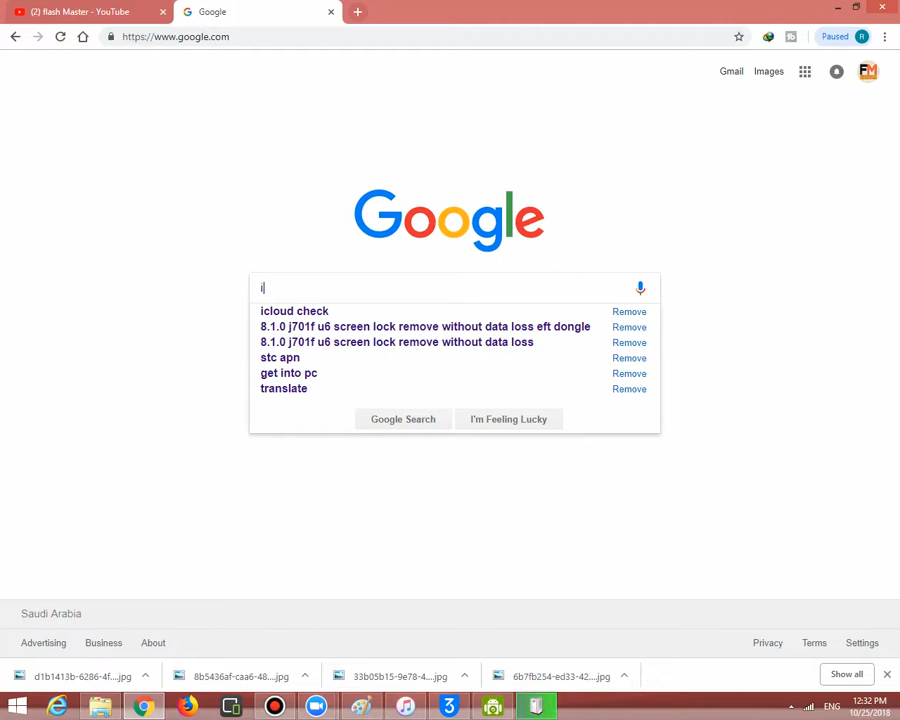 (2) flash Master - YouTube
Google
https://www.google.com
Paused R
Gmail Images FM
Google
i
icloud check Remove
8.1.0 j701f u6 screen lock remove without data loss eft dongle Remove
8.1.0 j701f u6 screen lock remove without data loss Remove
stc apn Remove
get into pc Remove
translate Remove
Google Search I'm Feeling Lucky
Saudi Arabia
Advertising Business About Privacy Terms Settings
d1b1413b-6286-4f....jpg 8b5436af-caa6-48....jpg 33b05b15-9e78-4....jpg 6b7fb254-ed33-42....jpg Show all
ENG 12:32 PM
10/25/2018